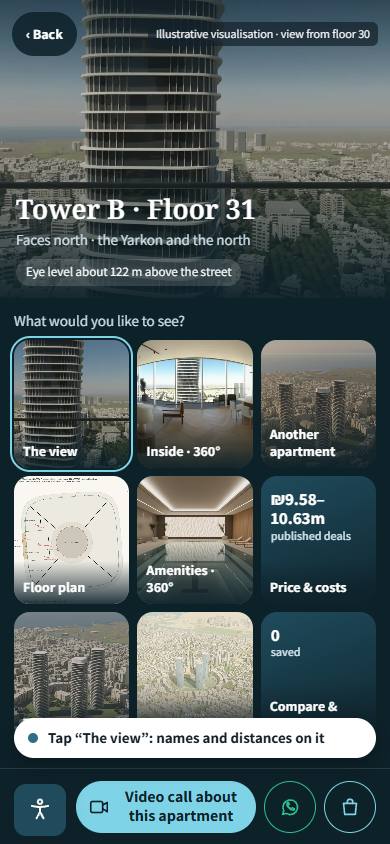 ‹ Back
Illustrative visualisation · view from floor 30
Tower B · Floor 31
Faces north · the Yarkon and the north
Eye level about 122 m above the street
What would you like to see?
The view
Inside · 360°
Another
apartment
Floor plan
Amenities ·
360°
₪9.58–
10.63m
published deals
Price & costs
0
saved
Compare &
Tap “The view”: names and distances on it
Video call about
this apartment